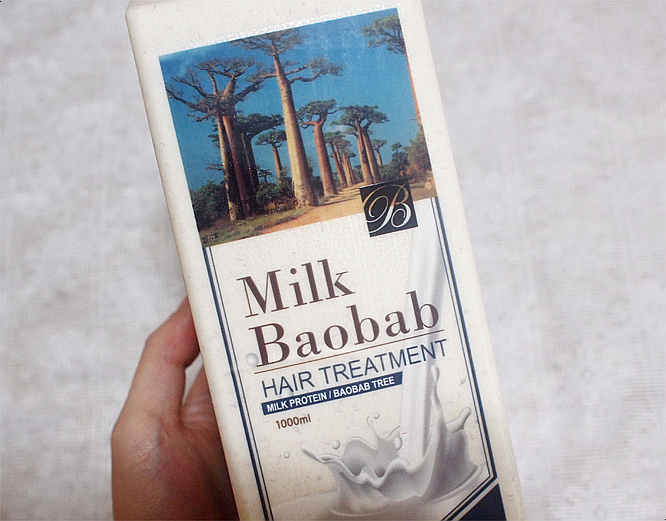 B
Milk
Baobab
HAIR TREATMENT
MILK PROTEIN / BAOBAB TREE
1000ml